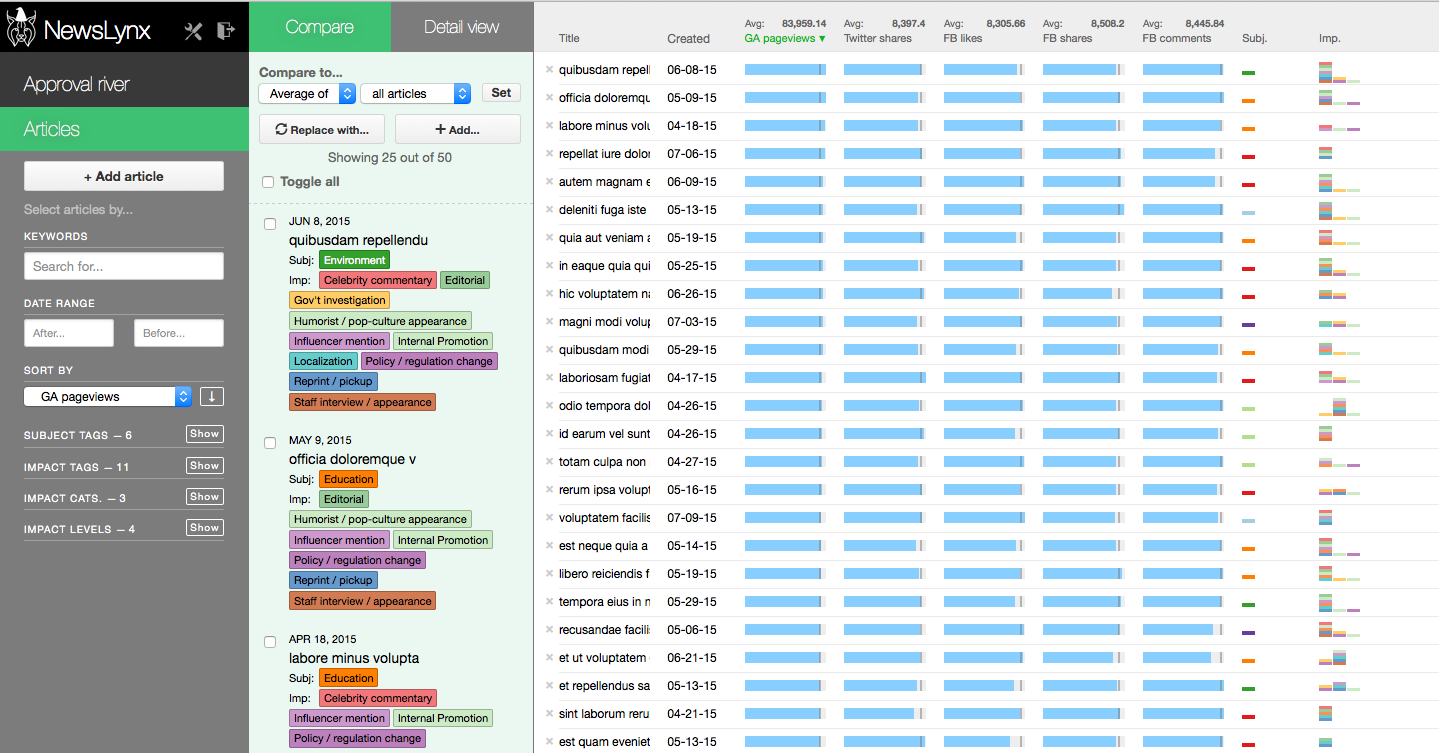 NewsLynx
Approval river
Articles
+ Add article
Select articles by...
KEYWORDS
Search for...
DATE RANGE
After...
Before...
SORT BY
GA pageviews
↓
SUBJECT TAGS — 6
Show
IMPACT TAGS — 11
Show
IMPACT CATS. — 3
Show
IMPACT LEVELS — 4
Show
Compare
Detail view
Compare to...
Average of
all articles
Set
Replace with...
+ Add...
Showing 25 out of 50
Toggle all
JUN 8, 2015
quibusdam repellendu
Subj: Environment
Imp: Celebrity commentary Editorial
Gov't investigation
Humorist / pop-culture appearance
Influencer mention Internal Promotion
Localization Policy / regulation change
Reprint / pickup
Staff interview / appearance
MAY 9, 2015
officia doloremque v
Subj: Education
Imp: Editorial
Humorist / pop-culture appearance
Influencer mention Internal Promotion
Policy / regulation change
Reprint / pickup
Staff interview / appearance
APR 18, 2015
labore minus volupta
Subj: Education
Imp: Celebrity commentary
Influencer mention Internal Promotion
Policy / regulation change
Avg: 83,959.14 Avg: 8,397.4 Avg: 8,305.66 Avg: 8,508.2 Avg: 8,445.84
Title Created GA pageviews ▼ Twitter shares FB likes FB shares FB comments Subj. Imp.
× quibusdam repell 06-08-15
× officia doloremqu 05-09-15
× labore minus volu 04-18-15
× repellat iure dolor 07-06-15
× autem magnam e 06-09-15
× deleniti fuga iste 05-13-15
× quia aut veniam a 05-19-15
× in eaque quia qui 05-25-15
× hic voluptatem na 06-26-15
× magni modi volup 07-03-15
× quibusdam modi 05-29-15
× laboriosam fugiat 04-17-15
× odio tempora dol 04-26-15
× id earum vel sunt 04-26-15
× totam culpa non 04-27-15
× rerum ipsa volupt 05-16-15
× voluptatem facilis 07-09-15
× est neque quia a 05-14-15
× libero reiciendis f 05-19-15
× tempora eius in n 05-29-15
× recusandae facilis 05-06-15
× et ut voluptatem 06-21-15
× et repellendus sa 05-13-15
× sint laborum reru 04-21-15
× est quam eveniet 05-13-15